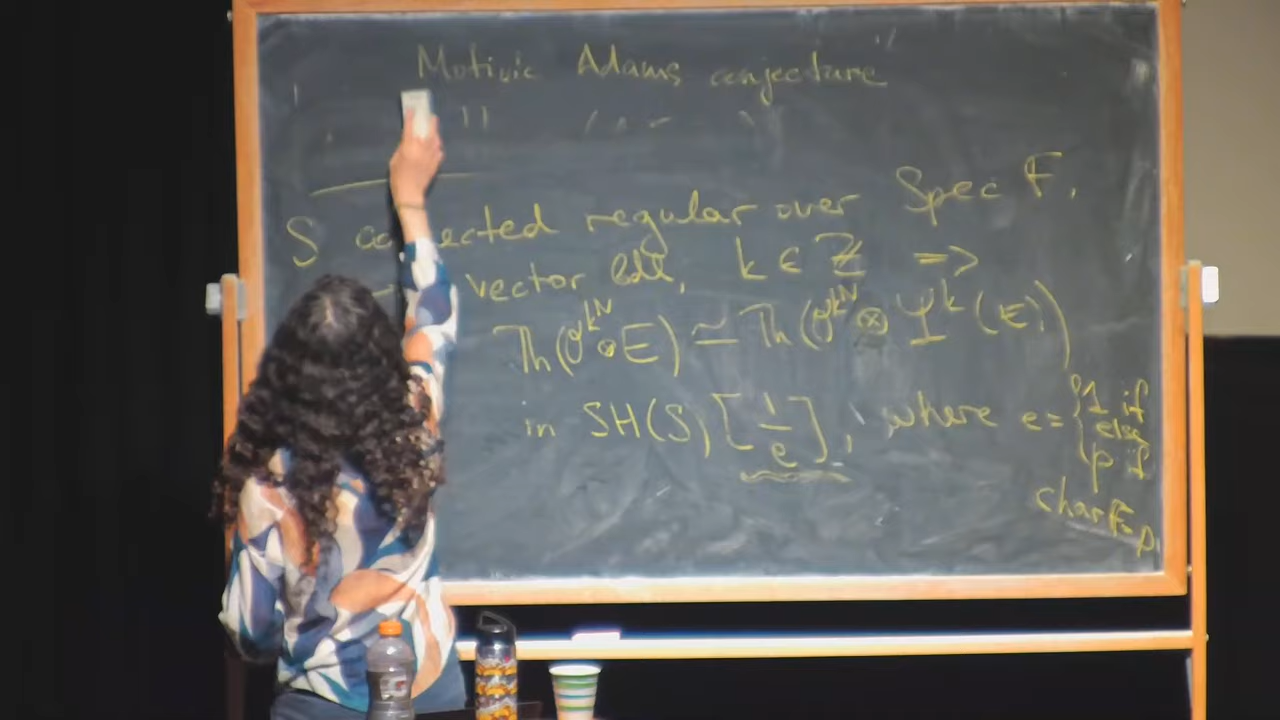 Motivic Adams conjecture
S connected regular over Spec F.
vector bdl, k ∈ ℤ ⇒
Th(𝒪^{k^N} ⊗ E) ≃ Th(𝒪^{k^N} ⊗ Ψ^k(E))
in SH(S)[1/e], where e = { 1 if
else
p if
char F = p